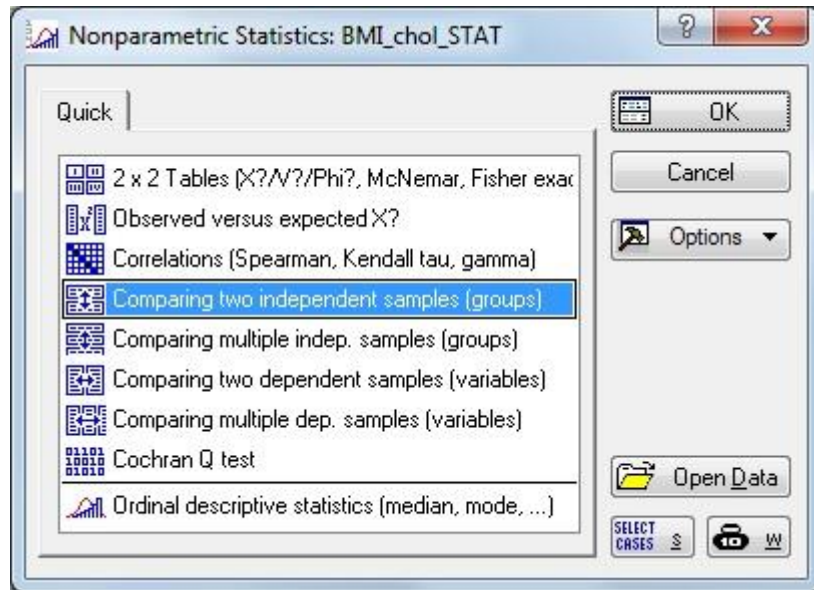 Nonparametric Statistics: BMI_chol_STAT
Quick
2 x 2 Tables (X?/V?/Phi?, McNemar, Fisher exac
Observed versus expected X?
Correlations (Spearman, Kendall tau, gamma)
Comparing two independent samples (groups)
Comparing multiple indep. samples (groups)
Comparing two dependent samples (variables)
Comparing multiple dep. samples (variables)
Cochran Q test
Ordinal descriptive statistics (median, mode, ...)
OK
Cancel
Options
Open Data
SELECT CASES S
W